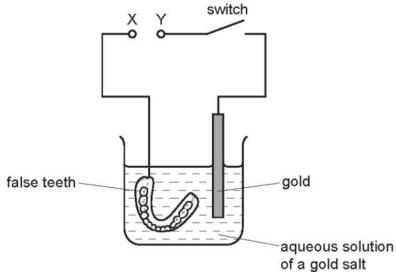 switch
X Y
false teeth
gold
aqueous solution
of a gold salt